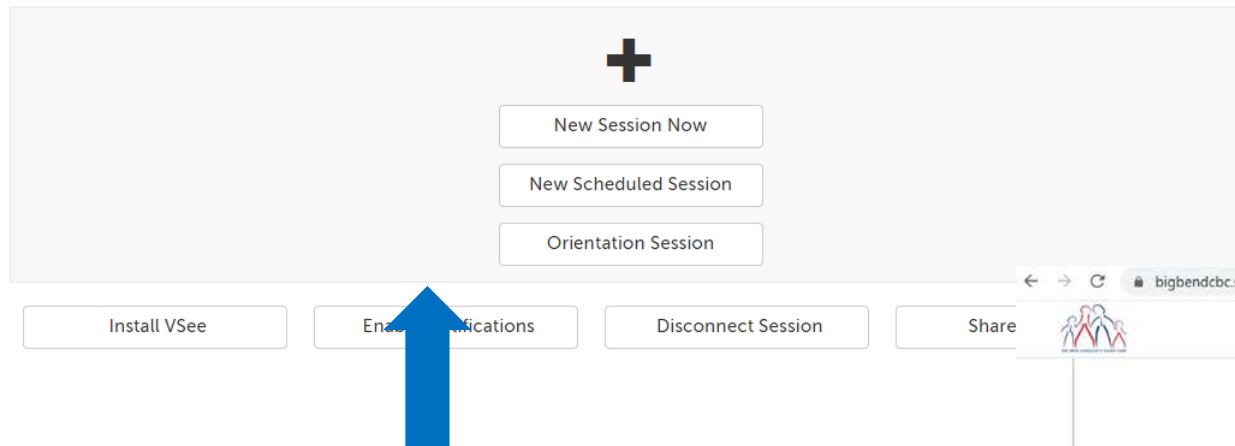 New Session Now
New Scheduled Session
Orientation Session
bigbendcbc.
Install VSee
Disconnect Session
Share